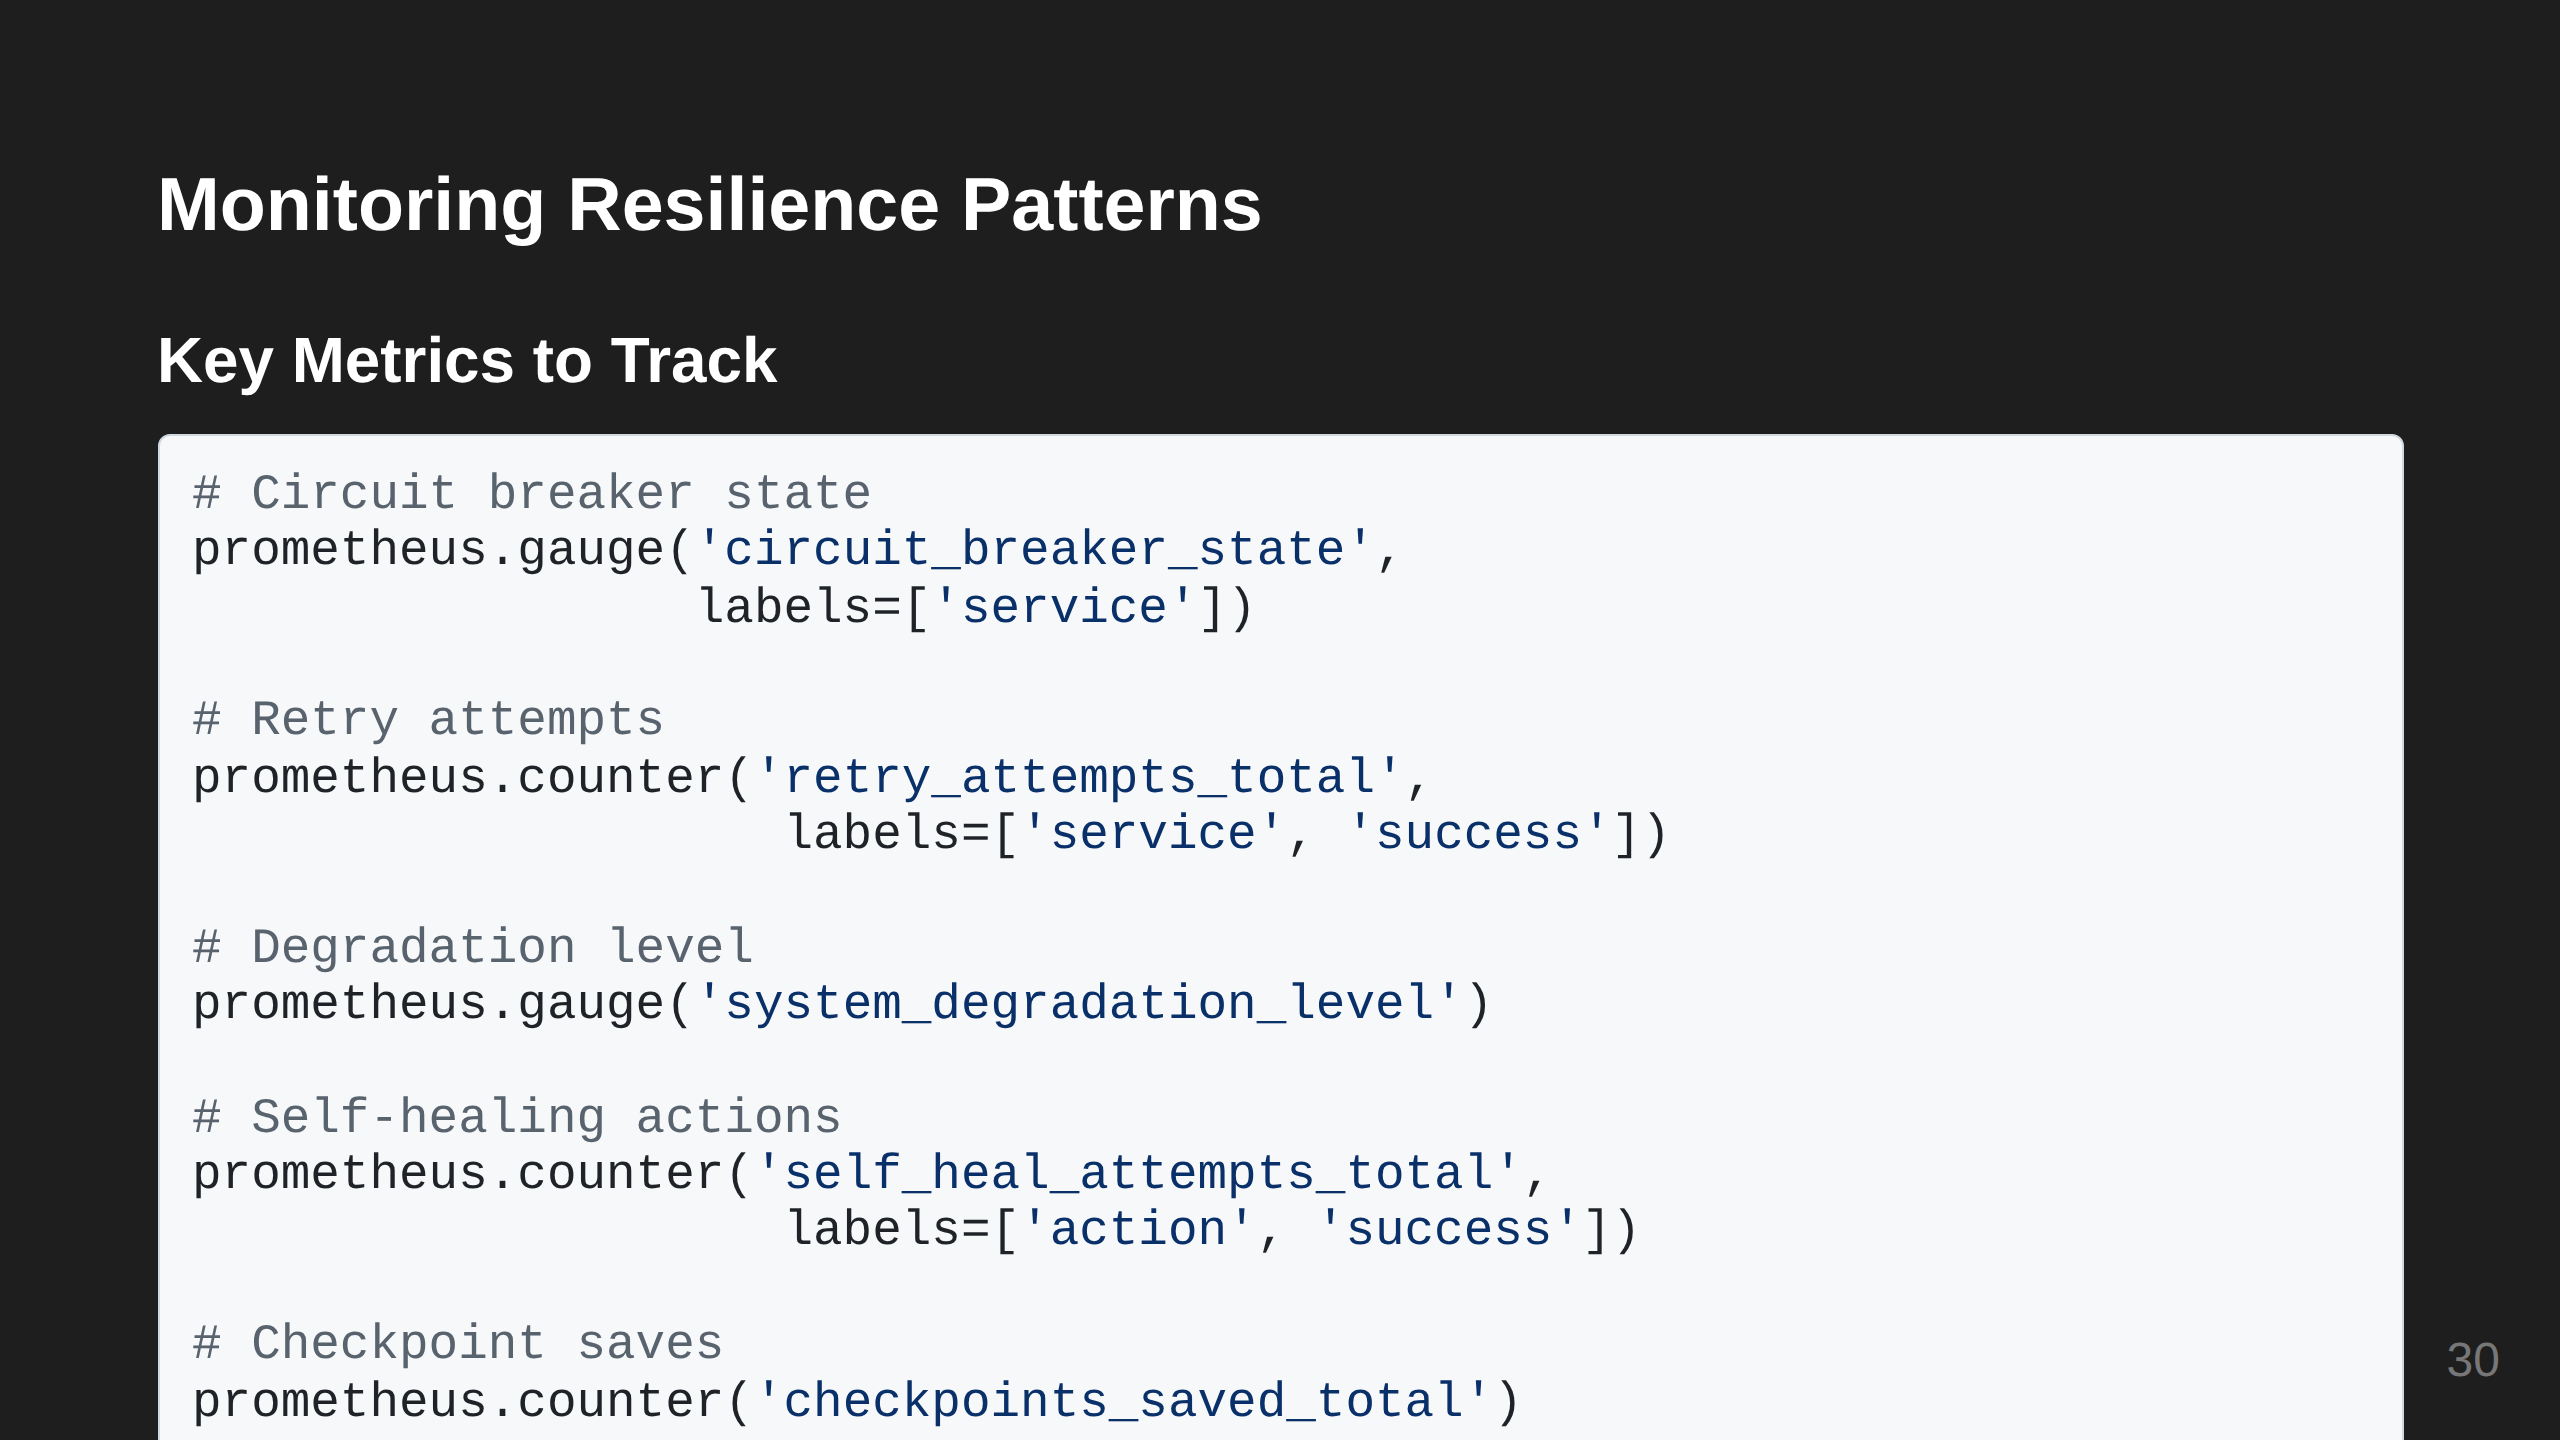 Monitoring Resilience Patterns
Key Metrics to Track
# Circuit breaker state
prometheus.gauge('circuit_breaker_state',
                 labels=['service'])
# Retry attempts
prometheus.counter('retry_attempts_total',
                    labels=['service', 'success'])
# Degradation level
prometheus.gauge('system_degradation_level')
# Self-healing actions
prometheus.counter('self_heal_attempts_total',
                    labels=['action', 'success'])
# Checkpoint saves
prometheus.counter('checkpoints_saved_total')
30